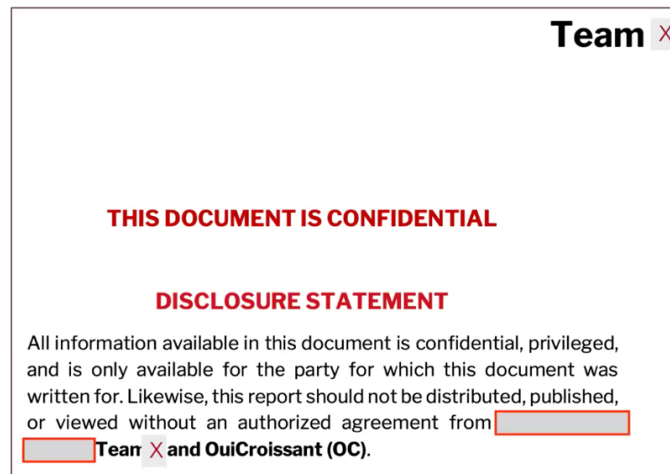 Team X
THIS DOCUMENT IS CONFIDENTIAL
DISCLOSURE STATEMENT
All information available in this document is confidential, privileged,
and is only available for the party for which this document was
written for. Likewise, this report should not be distributed, published,
or viewed without an authorized agreement from
Team X and OuiCroissant (OC).